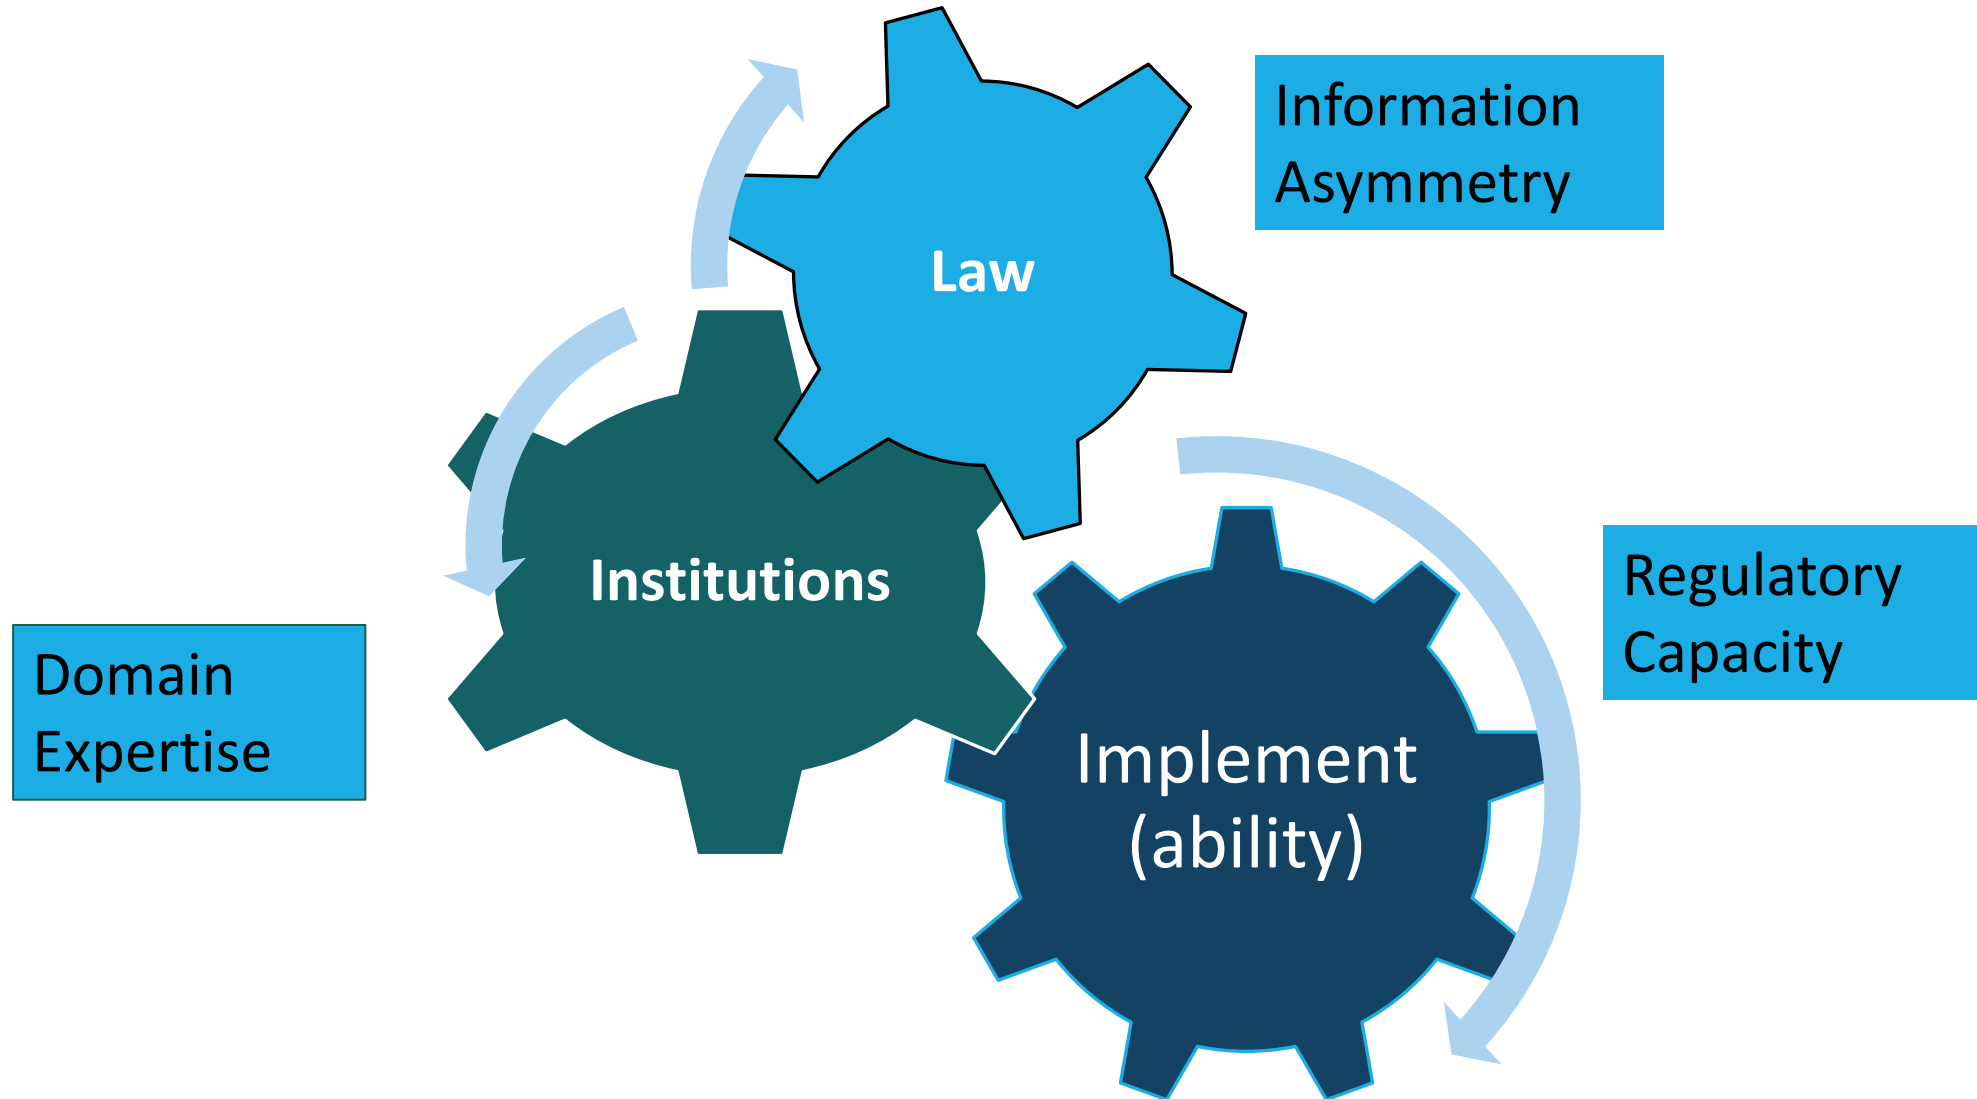 Information
Asymmetry
Law
Institutions
Regulatory
Capacity
Domain
Expertise
Implement
(ability)